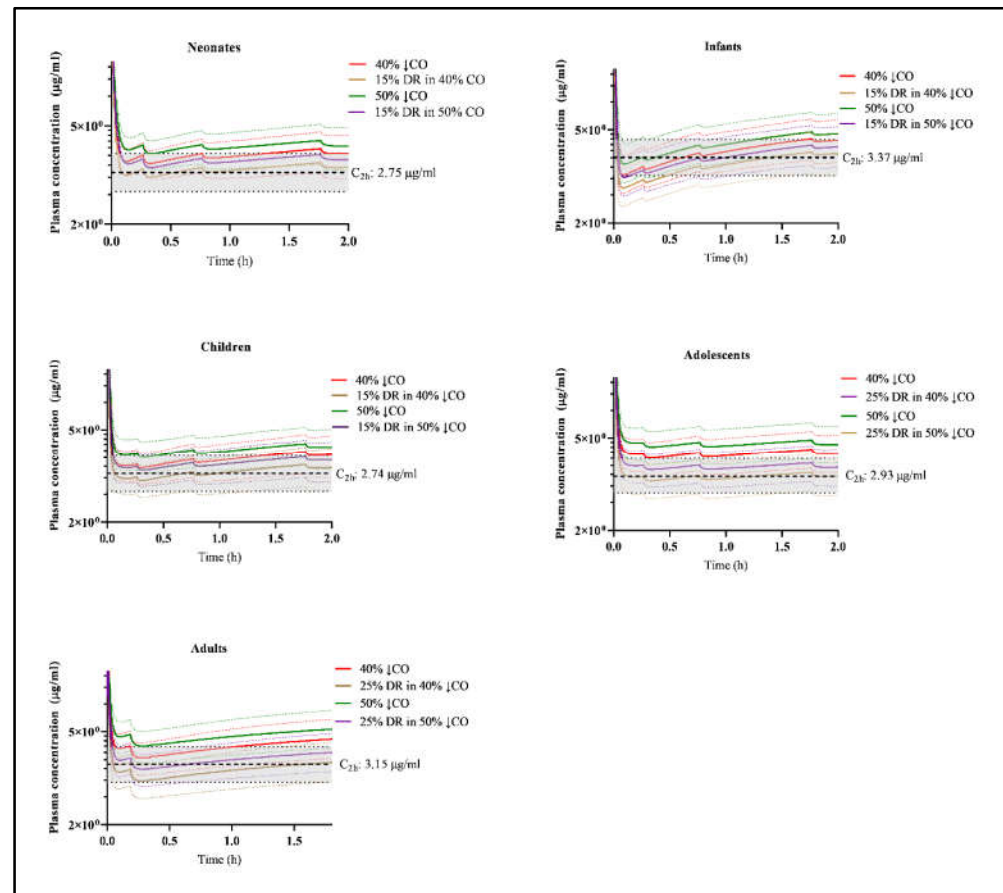 Neonates
Plasma concentration (µg/ml)
5×10⁰
2×10⁰
0.0 0.5 1.0 1.5 2.0
Time (h)
40% ↓CO
15% DR in 40% CO
50% ↓CO
15% DR in 50% CO
C2h: 2.75 µg/ml
Infants
Plasma concentration (µg/ml)
5×10⁰
2×10⁰
0.0 0.5 1.0 1.5 2.0
Time (h)
40% ↓CO
15% DR in 40% ↓CO
50% ↓CO
15% DR in 50% ↓CO
C2h: 3.37 µg/ml
Children
Plasma concentration (µg/ml)
5×10⁰
2×10⁰
0.0 0.5 1.0 1.5 2.0
Time (h)
40% ↓CO
15% DR in 40% ↓CO
50% ↓CO
15% DR in 50% ↓CO
C2h: 2.74 µg/ml
Adolescents
Plasma concentration (µg/ml)
5×10⁰
2×10⁰
0.0 0.5 1.0 1.5 2.0
Time (h)
40% ↓CO
25% DR in 40% ↓CO
50% ↓CO
25% DR in 50% ↓CO
C2h: 2.93 µg/ml
Adults
Plasma concentration (µg/ml)
5×10⁰
2×10⁰
0.0 0.5 1.0 1.5
Time (h)
40% ↓CO
25% DR in 40% ↓CO
50% ↓CO
25% DR in 50% ↓CO
C2h: 3.15 µg/ml